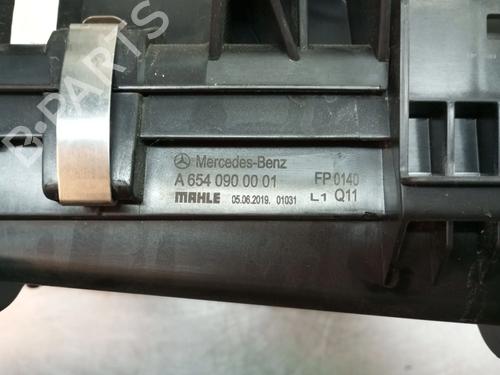 B-PARTS
Mercedes-Benz
A 654 090 00 01 FP 0140
MAHLE 05.06.2019. 01031 L1 Q11